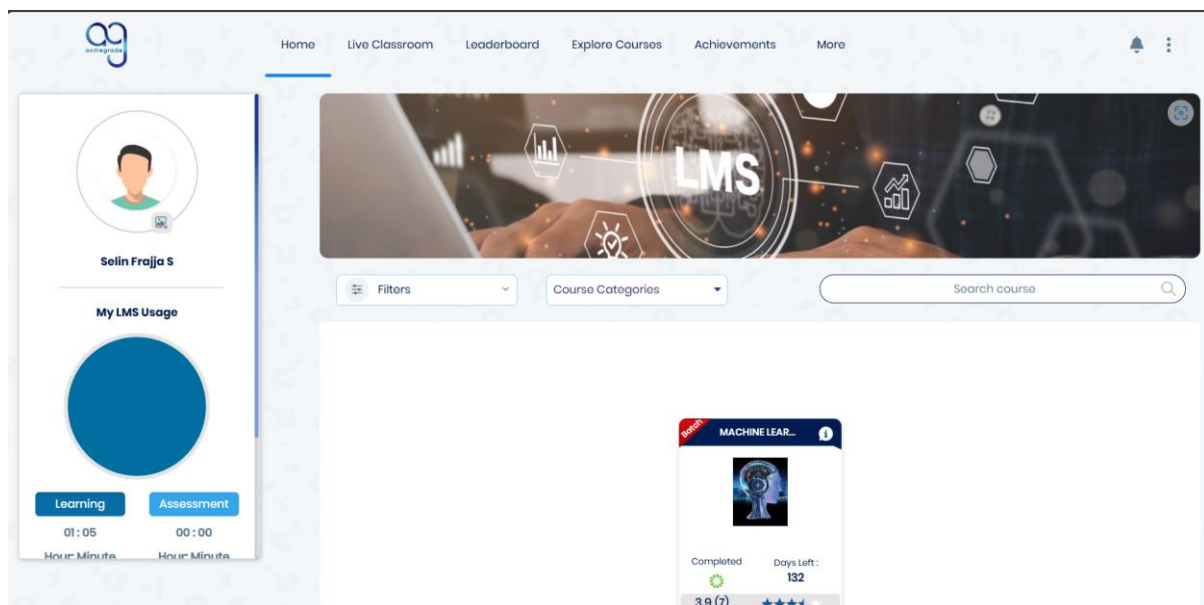 acmegrade
Home Live Classroom Leaderboard Explore Courses Achievements More
LMS
Selin Frajja S
My LMS Usage
Learning Assessment
01 : 05 00 : 00
Hour: Minute Hour: Minute
Filters Course Categories Search course
Batch MACHINE LEAR...
Completed Days Left :
132
3.9 (7)